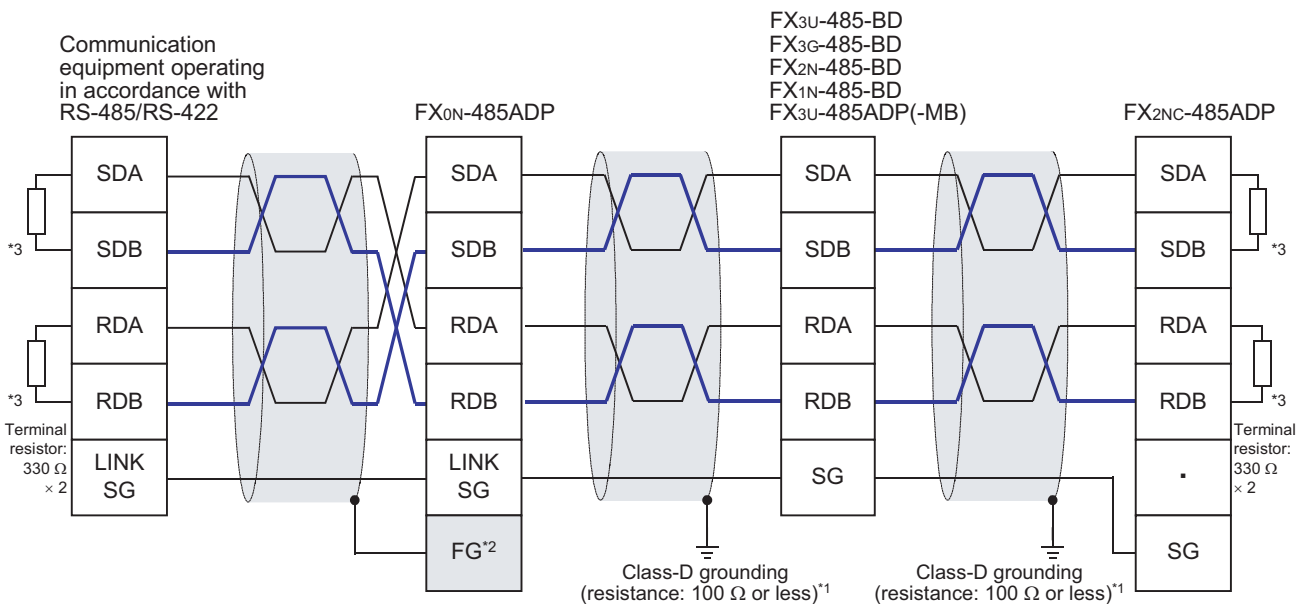 FX3U-485-BD
FX3G-485-BD
FX2N-485-BD
FX1N-485-BD
FX3U-485ADP(-MB)
Communication
equipment operating
in accordance with
RS-485/RS-422
FX0N-485ADP
FX2NC-485ADP
SDA
SDB
RDA
RDB
LINK
SG
*3
*3
Terminal
resistor:
330 Ω
× 2
SDA
SDB
RDA
RDB
LINK
SG
FG*2
SDA
SDB
RDA
RDB
SG
Class-D grounding
(resistance: 100 Ω or less)*1
Class-D grounding
(resistance: 100 Ω or less)*1
SDA
SDB
RDA
RDB
.
SG
*3
*3
Terminal
resistor:
330 Ω
× 2